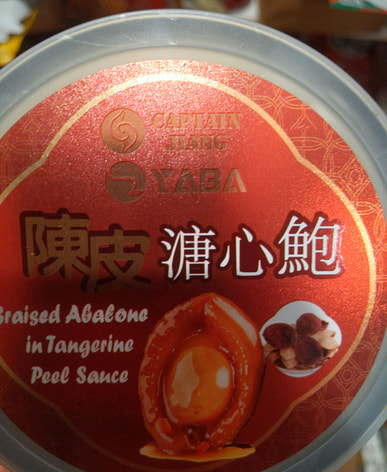 CAPTAIN
JIANG
YABA
陳皮溏心鮑
Braised Abalone
in Tangerine
Peel Sauce